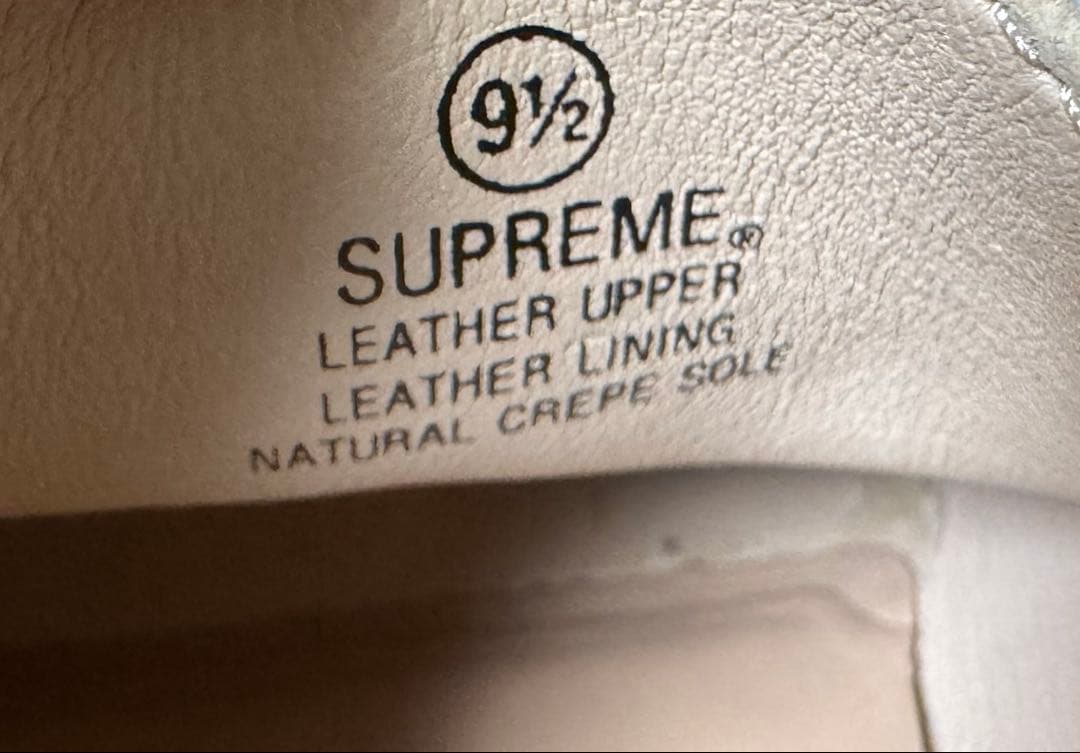 9½
SUPREME®
LEATHER UPPER
LEATHER LINING
NATURAL CREPE SOLE